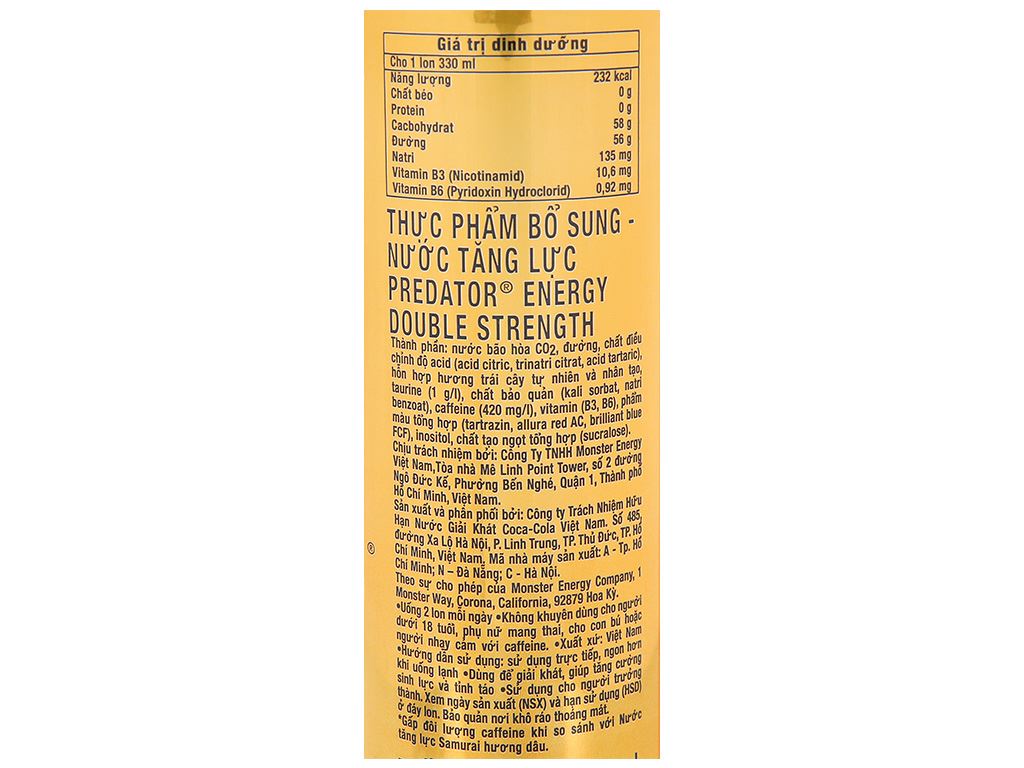 Giá trị dinh dưỡng
Cho 1 lon 330 ml
Năng lượng 232 kcal
Chất béo 0 g
Protein 0 g
Cacbohydrat 58 g
Đường 56 g
Natri 135 mg
Vitamin B3 (Nicotinamid) 10,6 mg
Vitamin B6 (Pyridoxin Hydroclorid) 0,92 mg
THỰC PHẨM BỔ SUNG -
NƯỚC TĂNG LỰC
PREDATOR® ENERGY
DOUBLE STRENGTH
Thành phần: nước bão hòa CO2, đường, chất điều
chỉnh độ acid (acid citric, trinatri citrat, acid tartaric),
hỗn hợp hương trái cây tự nhiên và nhân tạo,
taurine (1 g/l), chất bảo quản (kali sorbat, natri
benzoat), caffeine (420 mg/l), vitamin (B3, B6), phẩm
màu tổng hợp (tartrazin, allura red AC, brilliant blue
FCF), inositol, chất tạo ngọt tổng hợp (sucralose).
Chịu trách nhiệm bởi: Công Ty TNHH Monster Energy
Việt Nam,Tòa nhà Mê Linh Point Tower, số 2 đường
Ngô Đức Kế, Phường Bến Nghé, Quận 1, Thành phố
Hồ Chí Minh, Việt Nam.
Sản xuất và phân phối bởi: Công ty Trách Nhiệm Hữu
Hạn Nước Giải Khát Coca-Cola Việt Nam. Số 485,
đường Xa Lộ Hà Nội, P. Linh Trung, TP. Thủ Đức, TP. Hồ
Chí Minh, Việt Nam. Mã nhà máy sản xuất: A - Tp. Hồ
Chí Minh; N – Đà Nẵng; C - Hà Nội.
®
Theo sự cho phép của Monster Energy Company, 1
Monster Way, Corona, California, 92879 Hoa Kỳ.
•Uống 2 lon mỗi ngày •Không khuyên dùng cho người
dưới 18 tuổi, phụ nữ mang thai, cho con bú hoặc
người nhạy cảm với caffeine. •Xuất xứ: Việt Nam
•Hướng dẫn sử dụng: sử dụng trực tiếp, ngon hơn
khi uống lạnh •Dùng để giải khát, giúp tăng cường
sinh lực và tỉnh táo •Sử dụng cho người trưởng
thành. Xem ngày sản xuất (NSX) và hạn sử dụng (HSD)
ở đáy lon. Bảo quản nơi khô ráo thoáng mát.
*Gấp đôi lượng caffeine khi so sánh với Nước
tăng lực Samurai hương dâu.